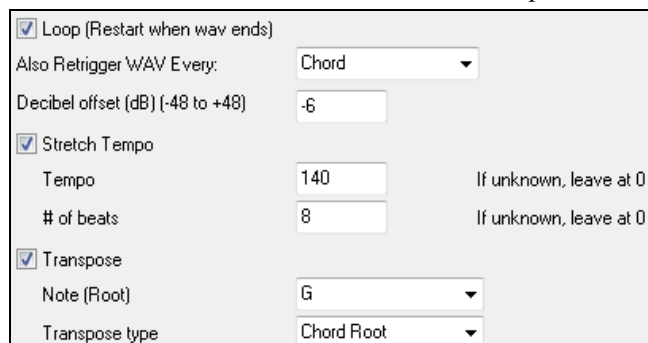 Loop (Restart when wav ends)
Also Retrigger WAV Every: Chord
Decibel offset (dB) (-48 to +48) -6
Stretch Tempo
Tempo 140 If unknown, leave at 0
# of beats 8 If unknown, leave at 0
Transpose
Note (Root) G
Transpose type Chord Root